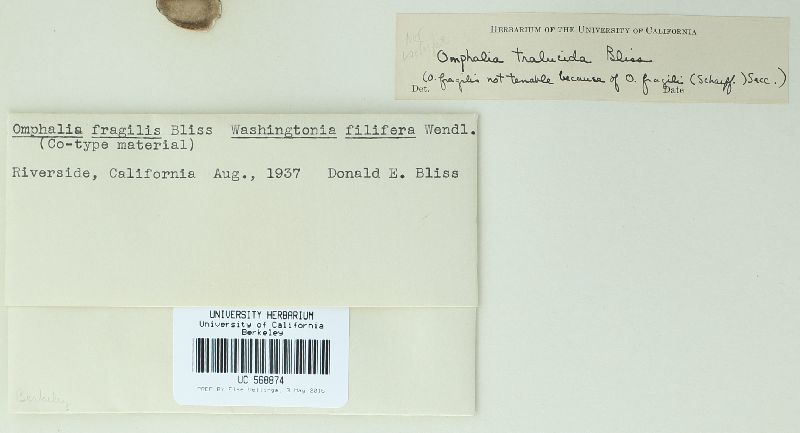 HERBARIUM OF THE UNIVERSITY OF CALIFORNIA
Omphalia tralucida Bliss
(O. fragilis not tenable because of O. fragilis (Schaeff.) Sacc.)
Det. Date
Omphalia fragilis Bliss Washingtonia filifera Wendl.
(Co-type material)
Riverside, California Aug., 1937 Donald E. Bliss
UNIVERSITY HERBARIUM
University of California
Berkeley
UC 568874
Berkeley